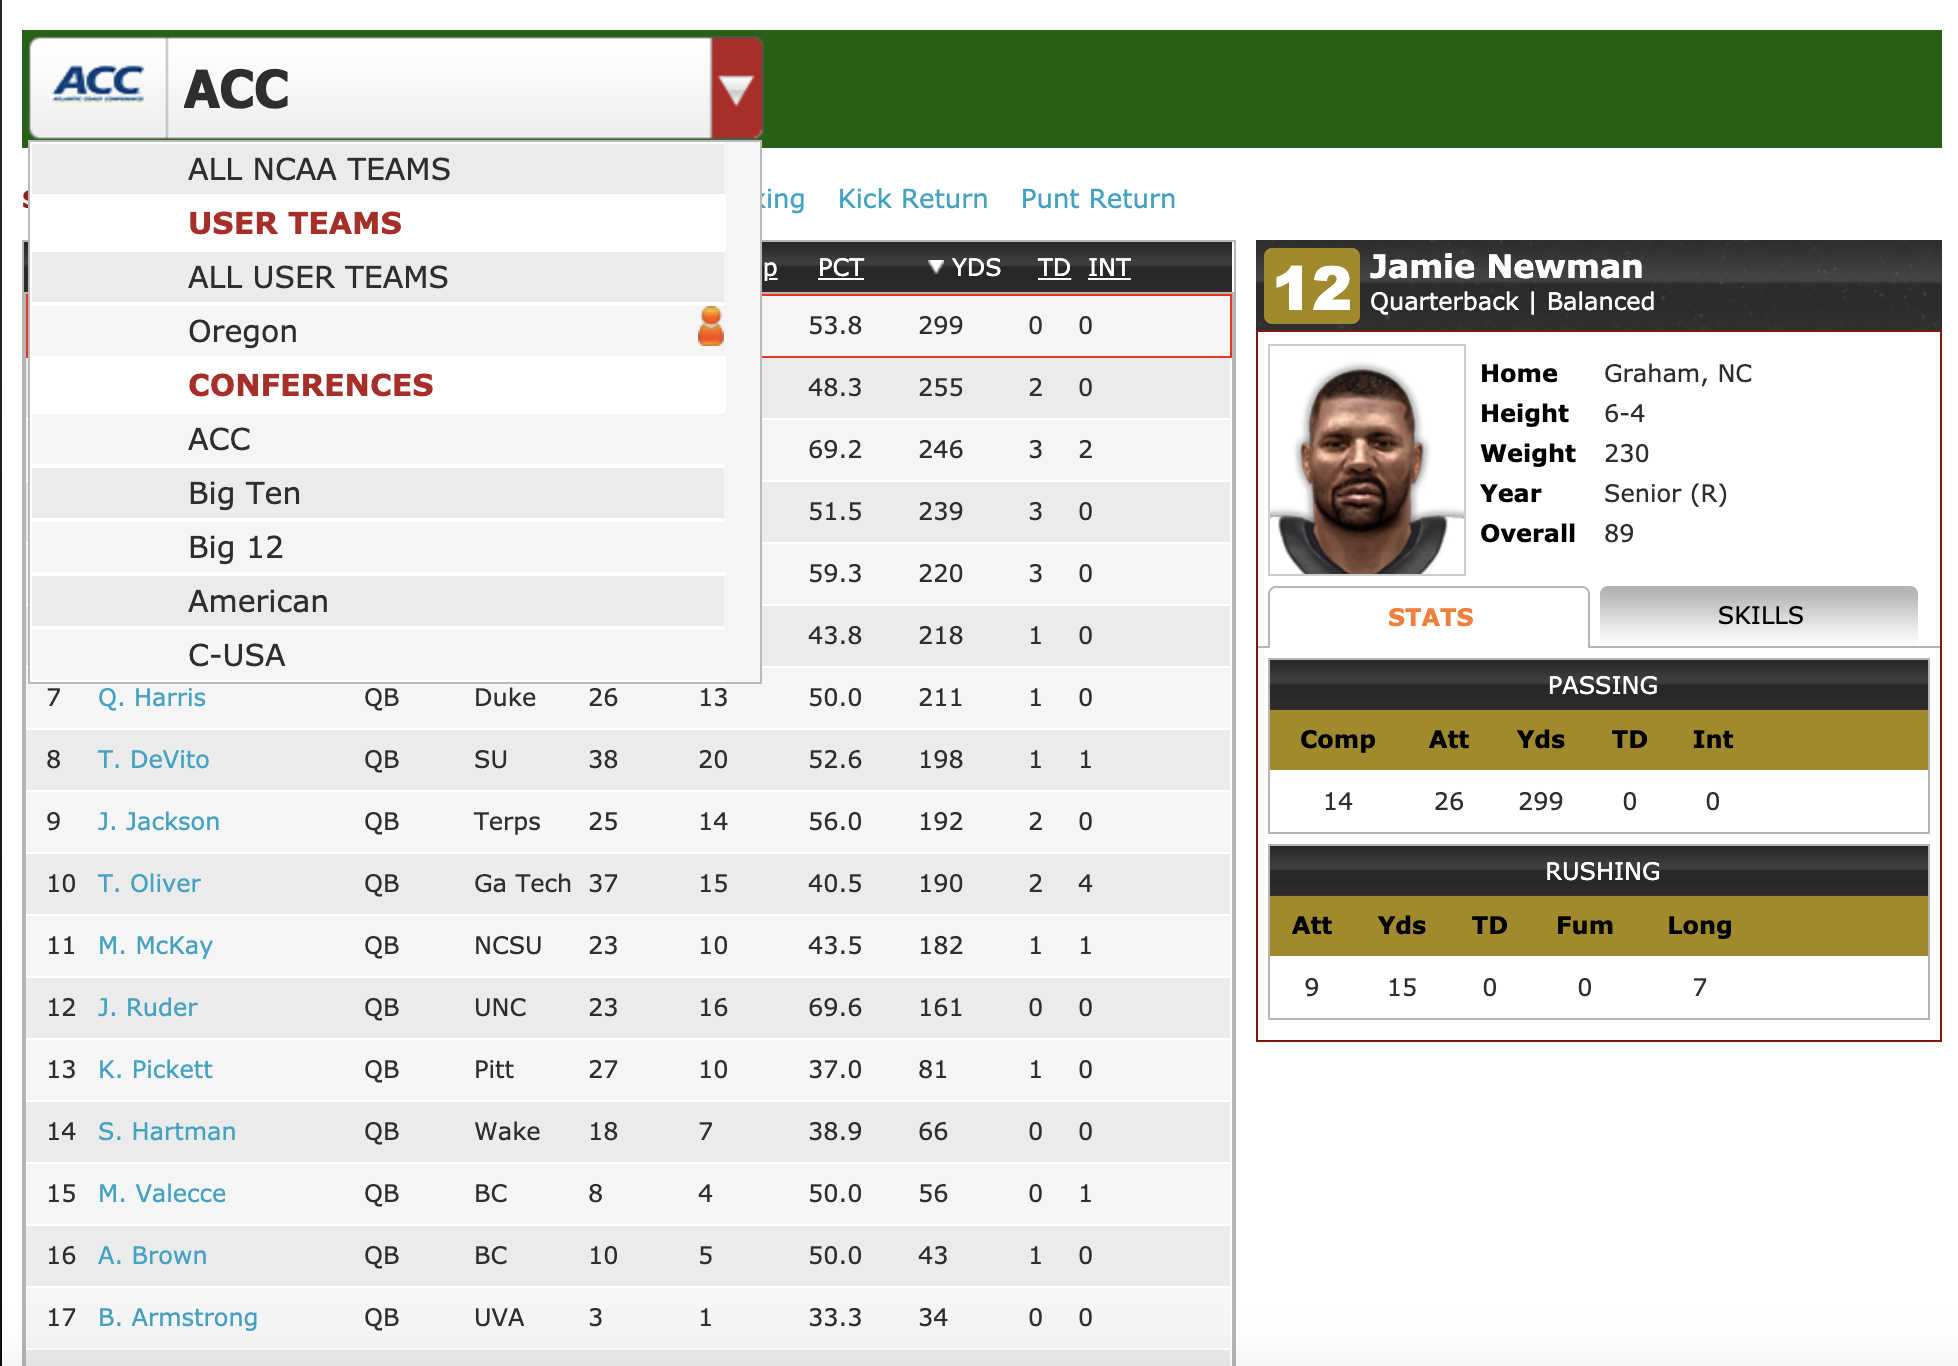 ACC
ATLANTIC COAST CONFERENCE
ACC
ALL NCAA TEAMS
USER TEAMS
ALL USER TEAMS
Oregon
CONFERENCES
ACC
Big Ten
Big 12
American
C-USA
Kick Return Punt Return
PCT YDS TD INT
53.8 299 0 0
48.3 255 2 0
69.2 246 3 2
51.5 239 3 0
59.3 220 3 0
43.8 218 1 0
7 Q. Harris QB Duke 26 13 50.0 211 1 0
8 T. DeVito QB SU 38 20 52.6 198 1 1
9 J. Jackson QB Terps 25 14 56.0 192 2 0
10 T. Oliver QB Ga Tech 37 15 40.5 190 2 4
11 M. McKay QB NCSU 23 10 43.5 182 1 1
12 J. Ruder QB UNC 23 16 69.6 161 0 0
13 K. Pickett QB Pitt 27 10 37.0 81 1 0
14 S. Hartman QB Wake 18 7 38.9 66 0 0
15 M. Valecce QB BC 8 4 50.0 56 0 1
16 A. Brown QB BC 10 5 50.0 43 1 0
17 B. Armstrong QB UVA 3 1 33.3 34 0 0
12 Jamie Newman
Quarterback | Balanced
Home Graham, NC
Height 6-4
Weight 230
Year Senior (R)
Overall 89
STATS SKILLS
PASSING
Comp Att Yds TD Int
14 26 299 0 0
RUSHING
Att Yds TD Fum Long
9 15 0 0 7